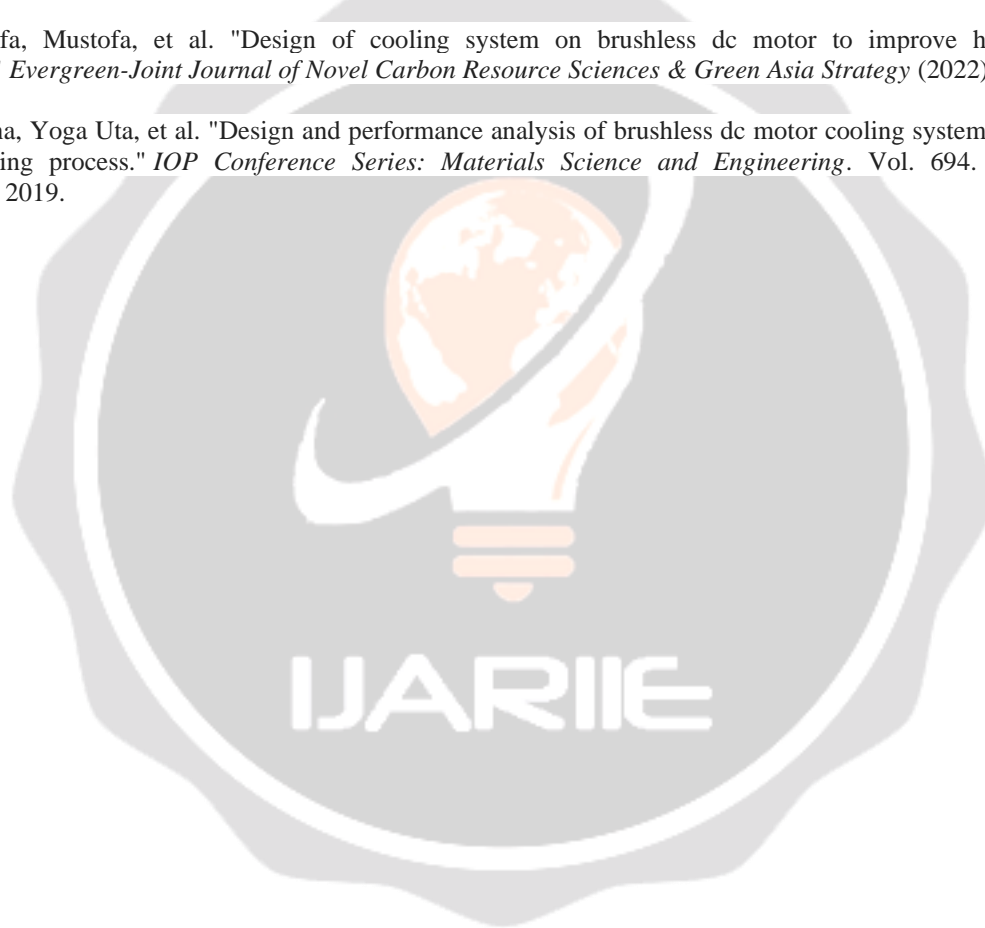 fa, Mustofa, et al. "Design of cooling system on brushless dc motor to improve h
Evergreen-Joint Journal of Novel Carbon Resource Sciences & Green Asia Strategy (2022)
na, Yoga Uta, et al. "Design and performance analysis of brushless dc motor cooling system
ing process." IOP Conference Series: Materials Science and Engineering. Vol. 694.
2019.
IJARIIE